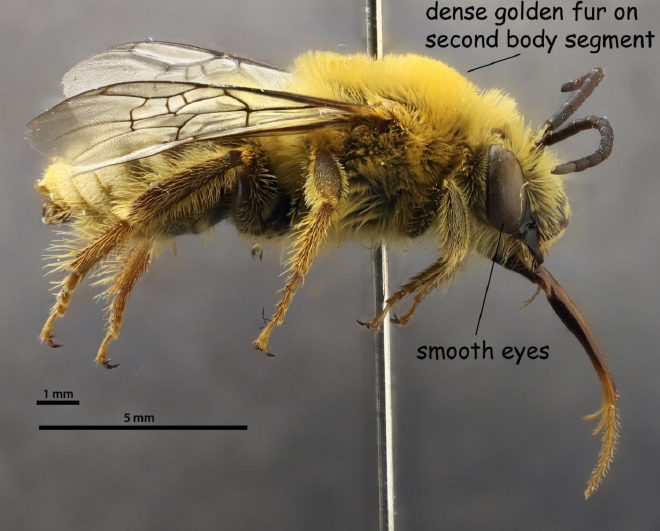 dense golden fur on
second body segment
smooth eyes
1 mm
5 mm